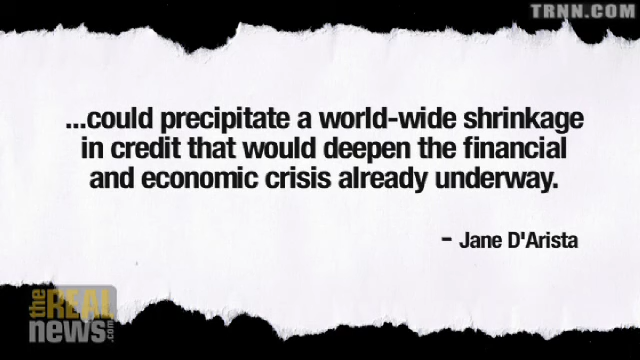 TRNN.COM
...could precipitate a world-wide shrinkage
in credit that would deepen the financial
and economic crisis already underway.
- Jane D'Arista
the REAL
news.com